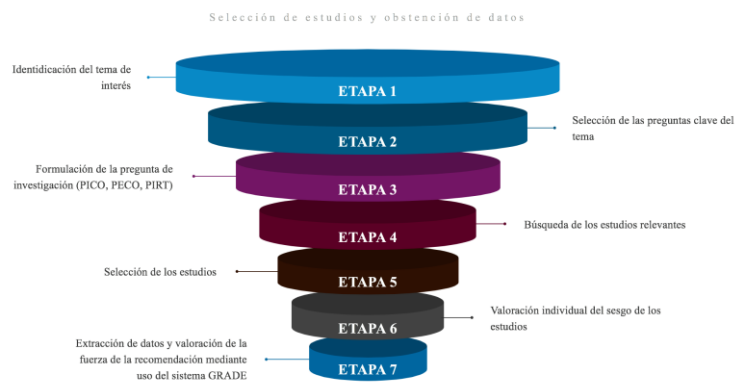 Selección de estudios y obstención de datos
Identidicación del tema de
interés
ETAPA 1
ETAPA 2
Selección de las preguntas clave del
tema
Formulación de la pregunta de
investigación (PICO, PECO, PIRT)
ETAPA 3
ETAPA 4
Búsqueda de los estudios relevantes
Selección de los estudios
ETAPA 5
ETAPA 6
Valoración individual del sesgo de los
estudios
Extracción de datos y valoración de la
fuerza de la recomendación mediante
uso del sistema GRADE
ETAPA 7